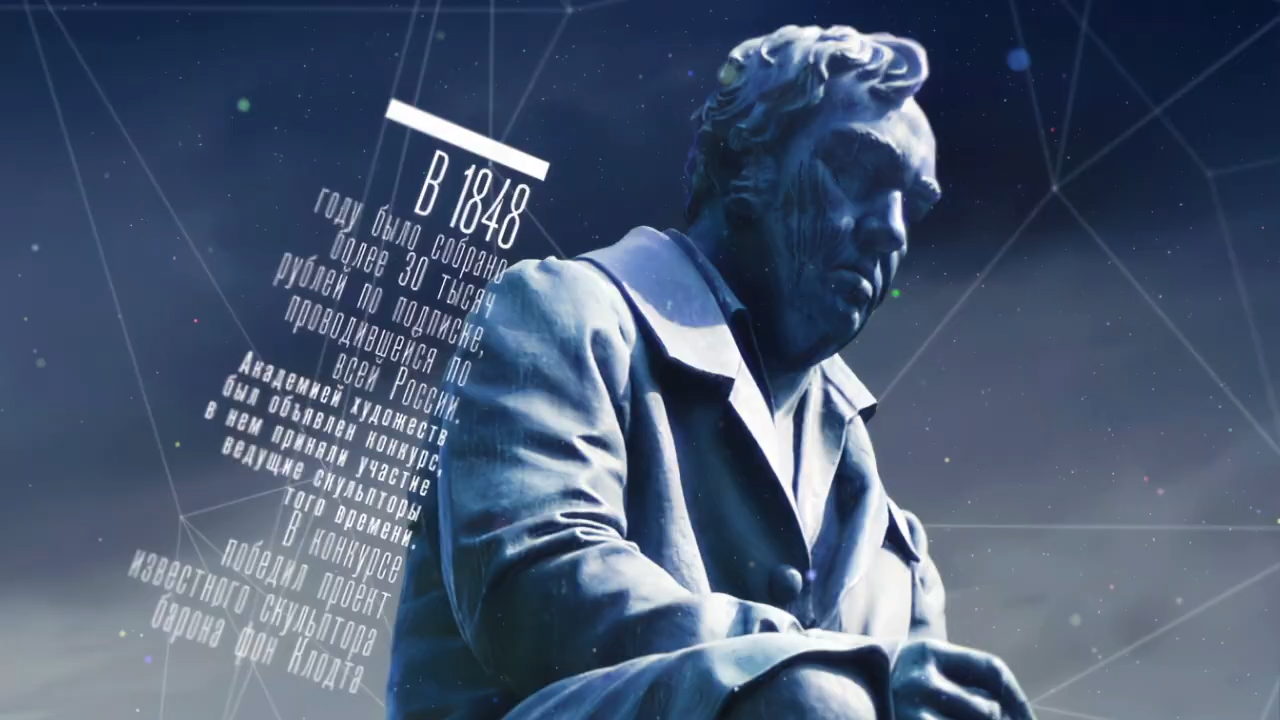 В 1848
году было собрано
более 30 тысяч
рублей по подписке,
проводившейся по
всей России.
Академией художеств
был объявлен конкурс,
в нем приняли участие
ведущие скульпторы
того времени.
В конкурсе
победил проект
известного скульптора
барона фон Клодта